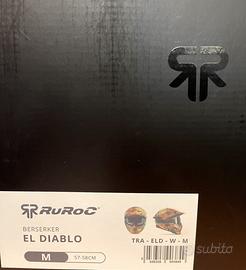 RUROC
BERSERKER
EL DIABLO
M 57-58CM
TRA - ELD - W - M
subito